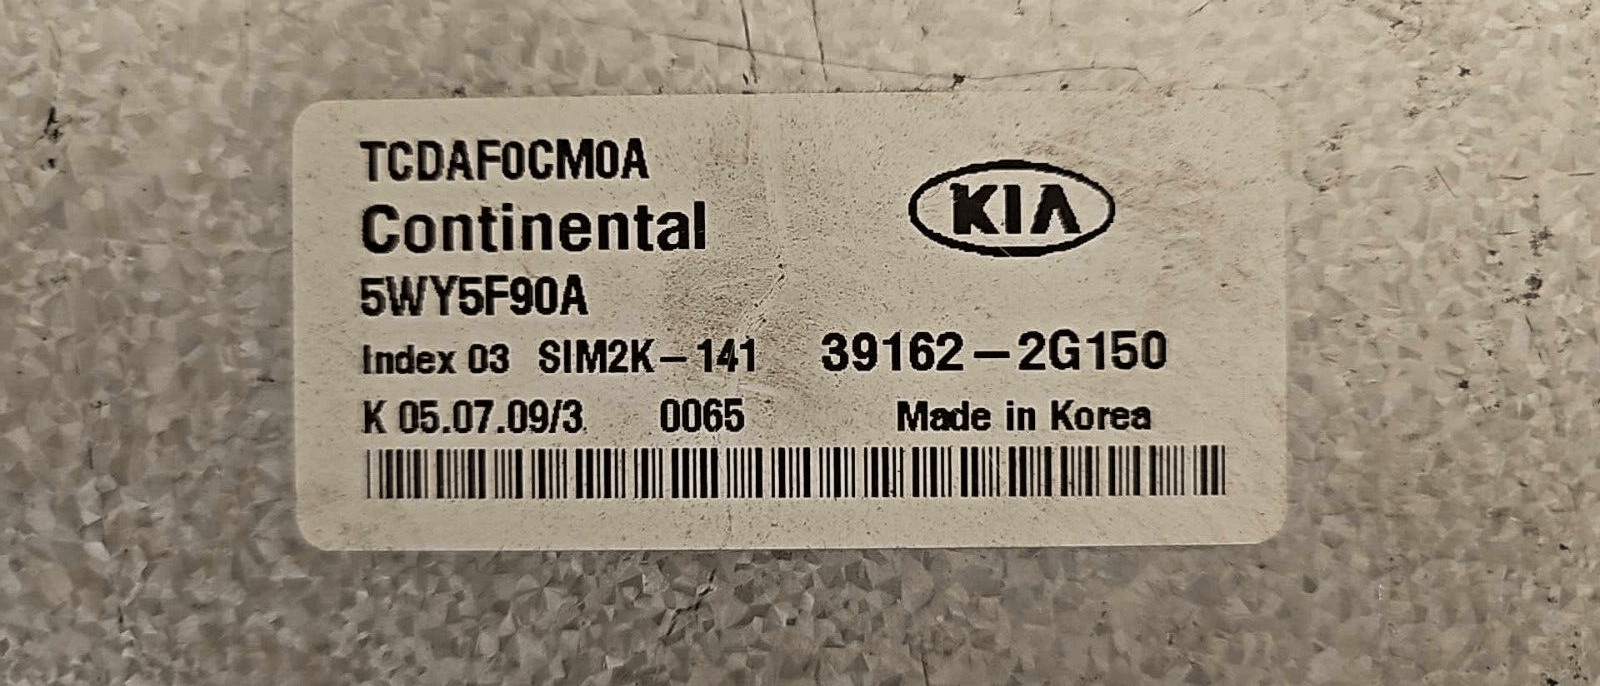 TCDAF0CM0A
KIA
Continental
5WY5F90A
Index 03 SIM2K-141 39162-2G150
K 05.07.09/3 0065 Made in Korea